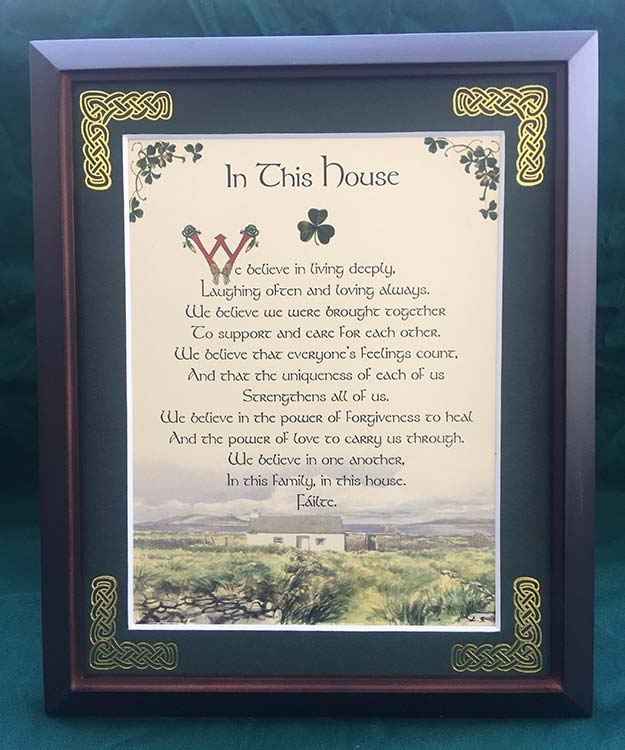 In This House
We believe in living deeply,
Laughing often and loving always.
We believe we were brought together
To support and care for each other.
We believe that everyone's feelings count,
And that the uniqueness of each of us
Strengthens all of us.
We believe in the power of forgiveness to heal
And the power of love to carry us through.
We believe in one another,
In this family, in this house.
Fáilte.